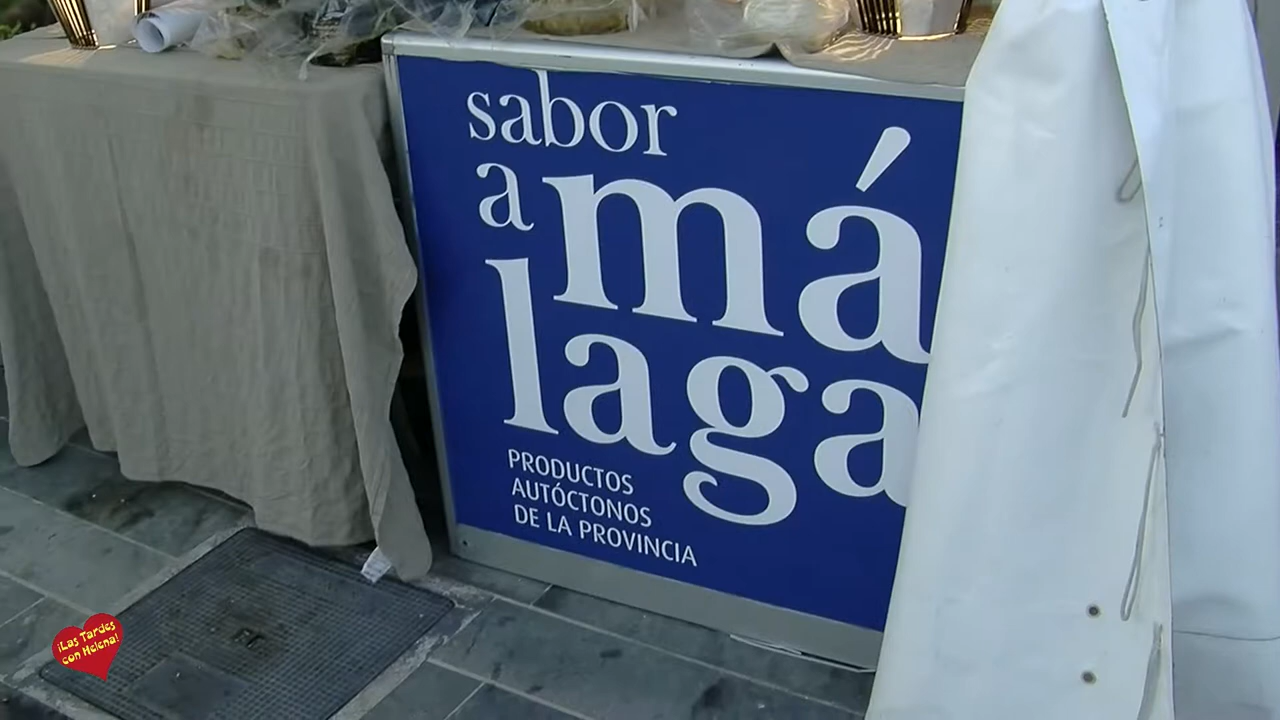 sabor
a má
laga
PRODUCTOS
AUTÓCTONOS
DE LA PROVINCIA
¡Las Tardes
con Helena!